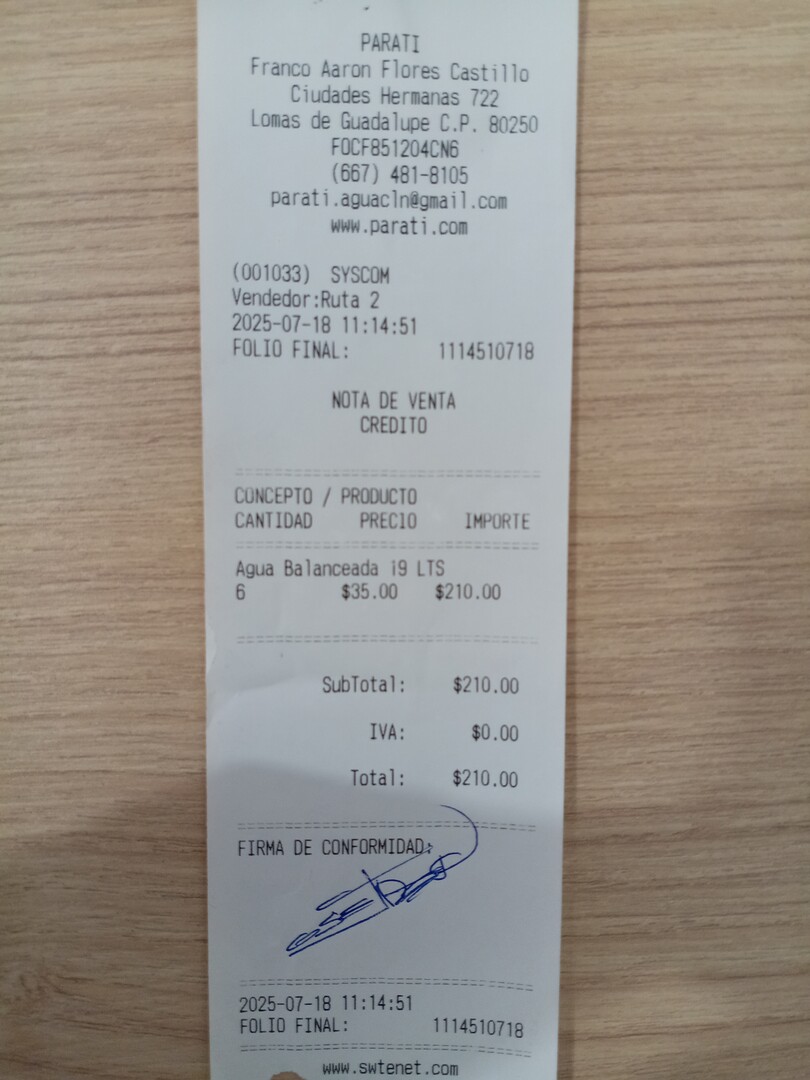 PARATI
Franco Aaron Flores Castillo
Ciudades Hermanas 722
Lomas de Guadalupe C.P. 80250
FOCF851204CN6
(667) 481-8105
parati.aguacln@gmail.com
www.parati.com
(001033) SYSCOM
Vendedor:Ruta 2
2025-07-18 11:14:51
FOLIO FINAL: 1114510718
NOTA DE VENTA
CREDITO
CONCEPTO / PRODUCTO
CANTIDAD PRECIO IMPORTE
Agua Balanceada 19 LTS
6 $35.00 $210.00
SubTotal: $210.00
IVA: $0.00
Total: $210.00
FIRMA DE CONFORMIDAD:
2025-07-18 11:14:51
FOLIO FINAL: 1114510718
www.swtenet.com